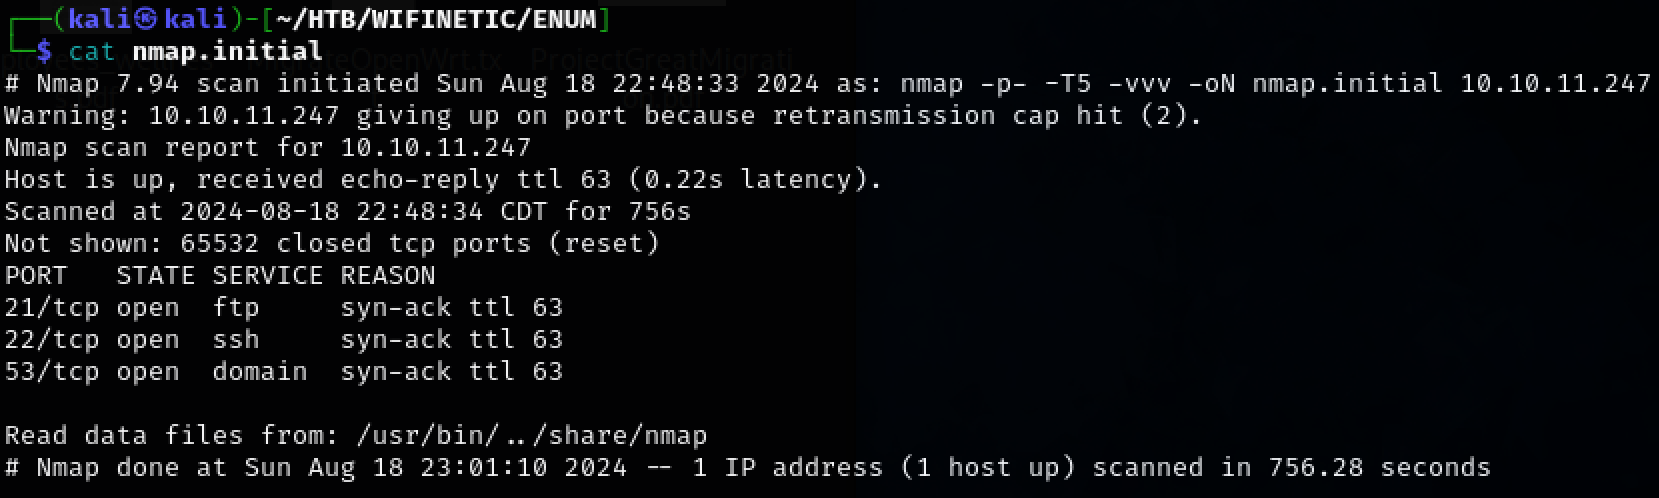 ┌──(kali㉿kali)-[~/HTB/WIFINETIC/ENUM]
└─$ cat nmap.initial
# Nmap 7.94 scan initiated Sun Aug 18 22:48:33 2024 as: nmap -p- -T5 -vvv -oN nmap.initial 10.10.11.247
Warning: 10.10.11.247 giving up on port because retransmission cap hit (2).
Nmap scan report for 10.10.11.247
Host is up, received echo-reply ttl 63 (0.22s latency).
Scanned at 2024-08-18 22:48:34 CDT for 756s
Not shown: 65532 closed tcp ports (reset)
PORT   STATE SERVICE REASON
21/tcp open  ftp     syn-ack ttl 63
22/tcp open  ssh     syn-ack ttl 63
53/tcp open  domain  syn-ack ttl 63
Read data files from: /usr/bin/../share/nmap
# Nmap done at Sun Aug 18 23:01:10 2024 -- 1 IP address (1 host up) scanned in 756.28 seconds